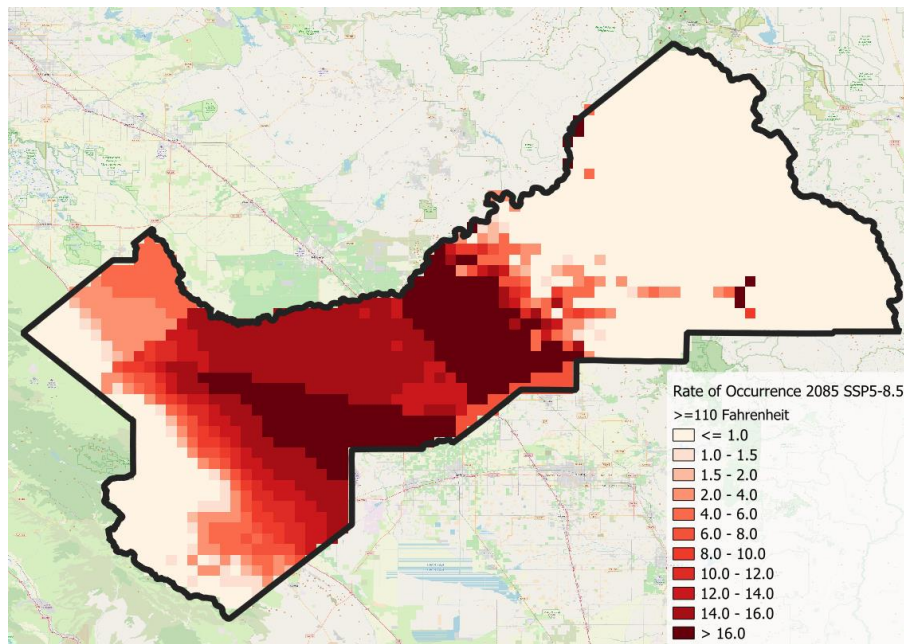 Rate of Occurrence 2085 SSP5-8.5
>=110 Fahrenheit
<= 1.0
1.0 - 1.5
1.5 - 2.0
2.0 - 4.0
4.0 - 6.0
6.0 - 8.0
8.0 - 10.0
10.0 - 12.0
12.0 - 14.0
14.0 - 16.0
> 16.0